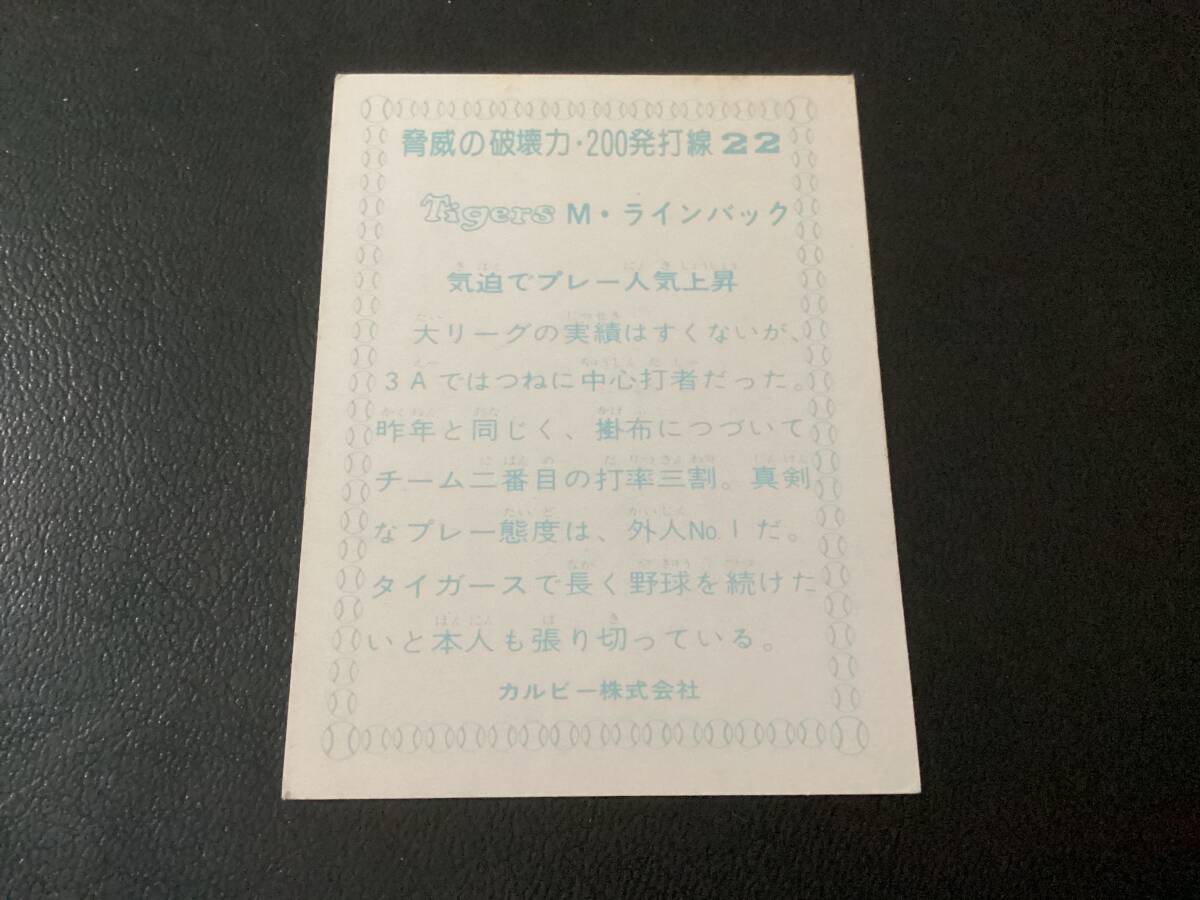 脅威の破壊力・200発打線 22
Tigers M・ラインバック
気迫でプレー人気上昇
大リーグの実績はすくないが、
3Aではつねに中心打者だった。
昨年と同じく、掛布につづいて
チーム二番目の打率三割。真剣
なプレー態度は、外人No.1だ。
タイガースで長く野球を続けた
いと本人も張り切っている。
カルビー株式会社